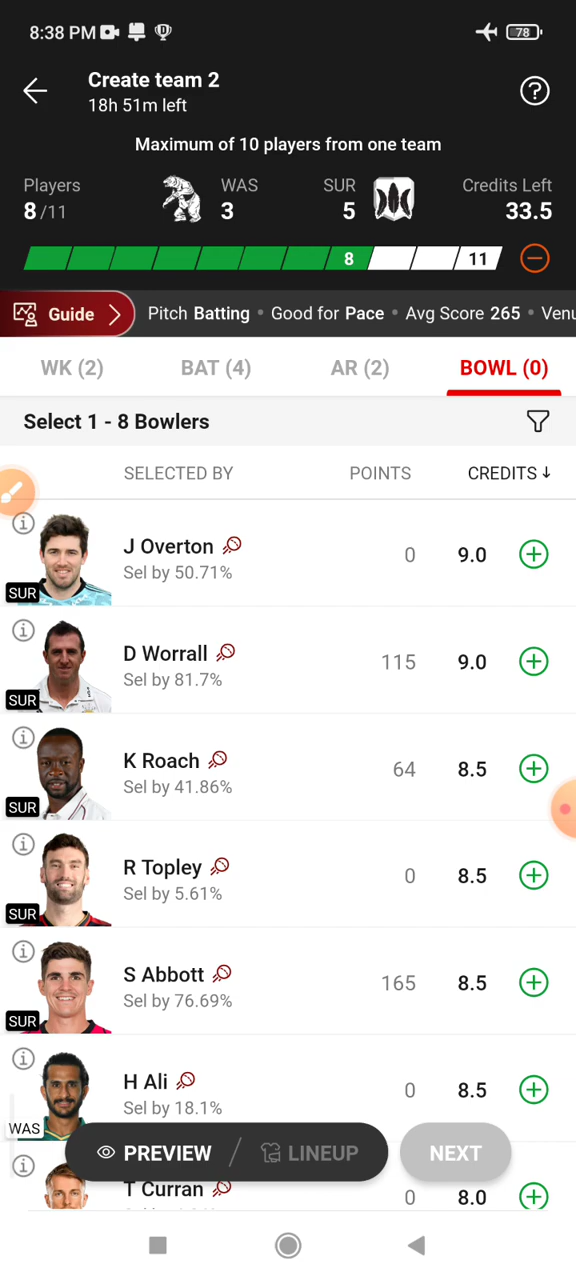 8:38 PM
78
Create team 2
18h 51m left
Maximum of 10 players from one team
Players
8/11
WAS
3
SUR
5
Credits Left
33.5
8
11
Guide
Pitch Batting • Good for Pace • Avg Score 265 •
WK (2)
BAT (4)
AR (2)
BOWL (0)
Select 1 - 8 Bowlers
SELECTED BY
POINTS
CREDITS ↓
J Overton
Sel by 50.71%
0
9.0
SUR
D Worrall
Sel by 81.7%
115
9.0
SUR
K Roach
Sel by 41.86%
64
8.5
SUR
R Topley
Sel by 5.61%
0
8.5
SUR
S Abbott
Sel by 76.69%
165
8.5
SUR
H Ali
Sel by 18.1%
0
8.5
WAS
PREVIEW
LINEUP
NEXT
T Curran
0
8.0